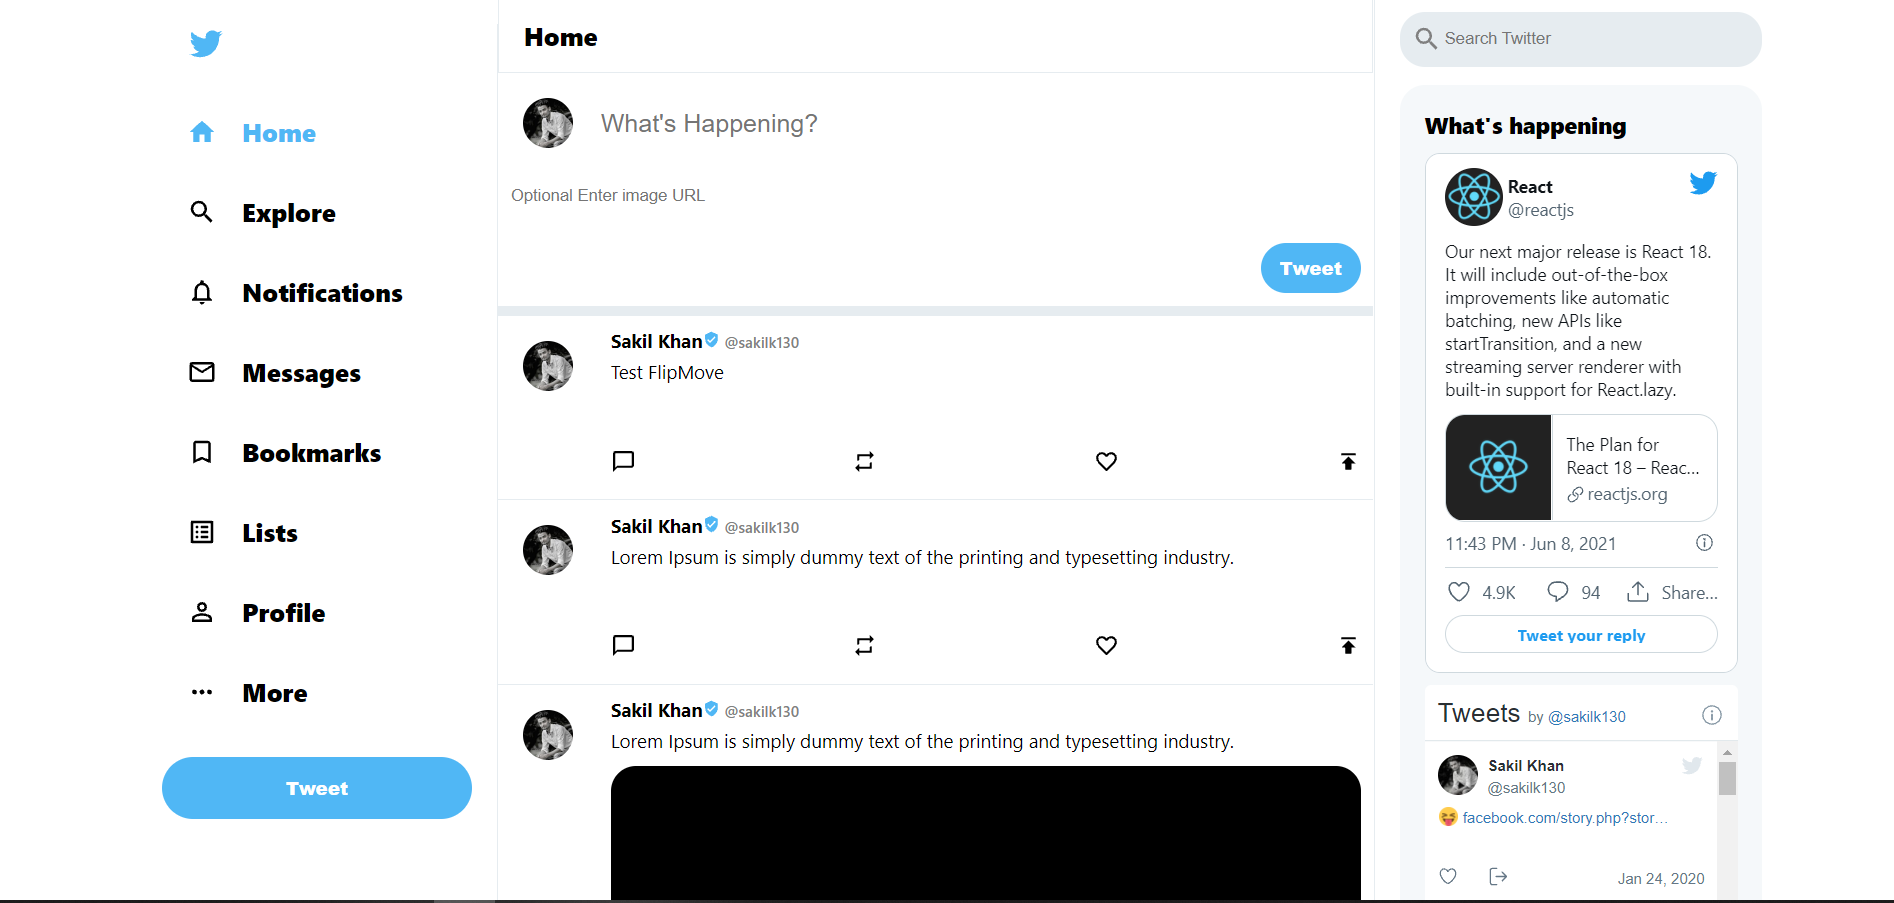 Home
Explore
Notifications
Messages
Bookmarks
Lists
Profile
More
Tweet
Home
What's Happening?
Optional Enter image URL
Tweet
Sakil Khan @sakilk130
Test FlipMove
Sakil Khan @sakilk130
Lorem Ipsum is simply dummy text of the printing and typesetting industry.
Sakil Khan @sakilk130
Lorem Ipsum is simply dummy text of the printing and typesetting industry.
Search Twitter
What's happening
React
@reactjs
Our next major release is React 18.
It will include out-of-the-box
improvements like automatic
batching, new APIs like
startTransition, and a new
streaming server renderer with
built-in support for React.lazy.
The Plan for
React 18 – Reac...
reactjs.org
11:43 PM · Jun 8, 2021
4.9K 94 Share...
Tweet your reply
Tweets by @sakilk130
Sakil Khan
@sakilk130
facebook.com/story.php?stor…
Jan 24, 2020